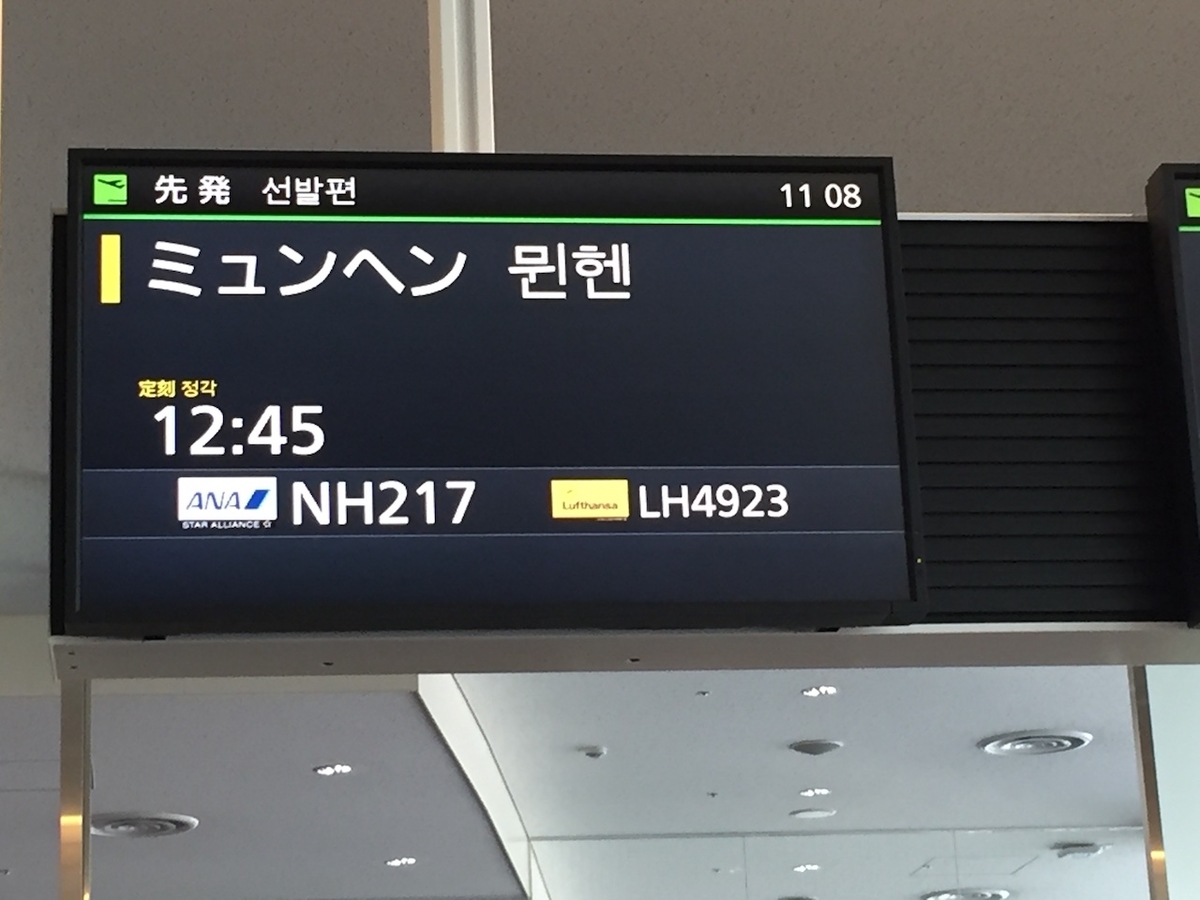 先発 선발편 11 08
ミュンヘン 뮌헨
定刻 정각
12:45
ANA NH217 Lufthansa LH4923
STAR ALLIANCE